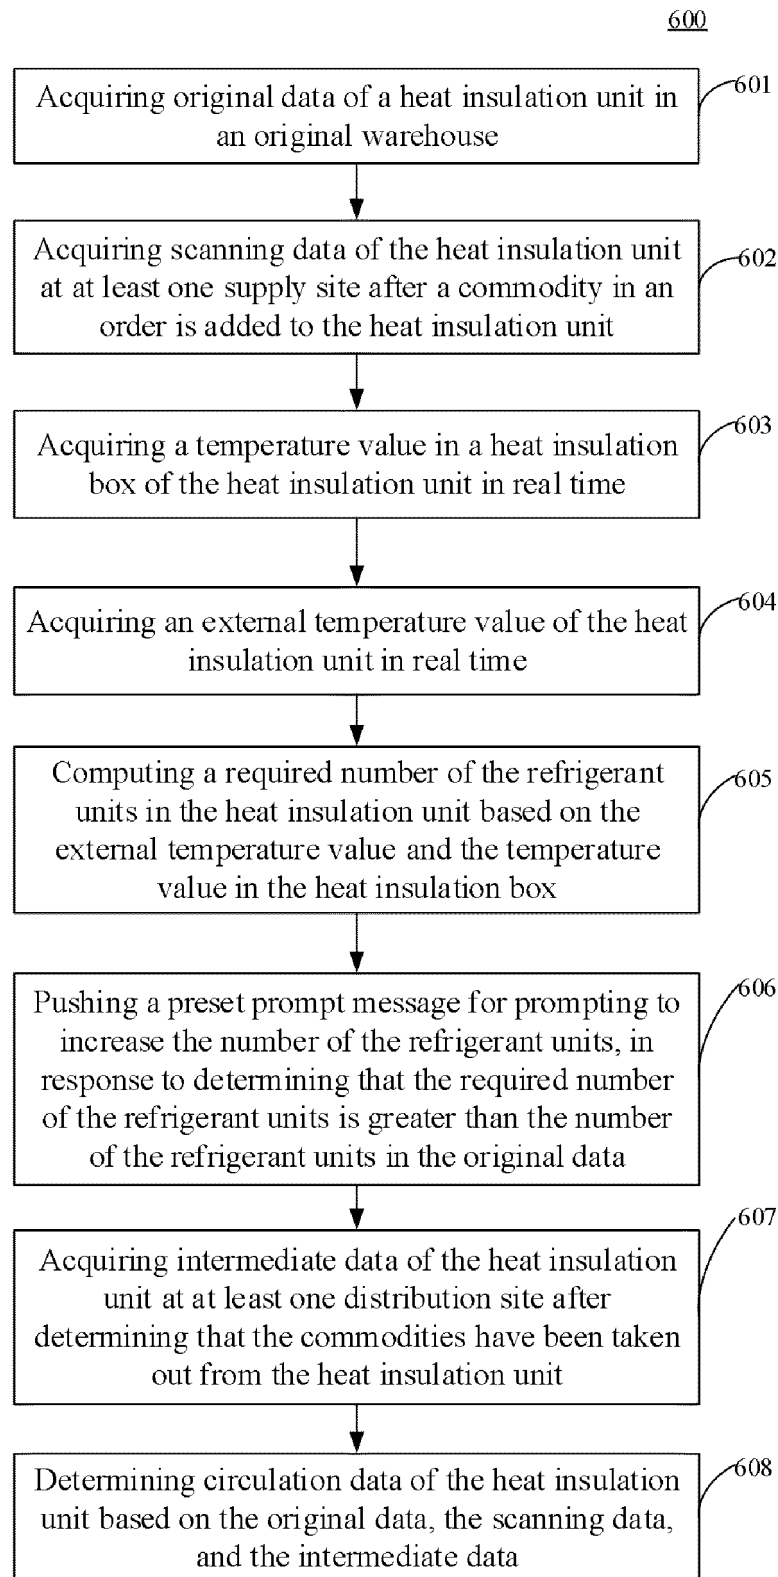 600
Acquiring original data of a heat insulation unit in
an original warehouse
601
Acquiring scanning data of the heat insulation unit
at at least one supply site after a commodity in an
order is added to the heat insulation unit
602
Acquiring a temperature value in a heat insulation
box of the heat insulation unit in real time
603
Acquiring an external temperature value of the heat
insulation unit in real time
604
Computing a required number of the refrigerant
units in the heat insulation unit based on the
external temperature value and the temperature
value in the heat insulation box
605
Pushing a preset prompt message for prompting to
increase the number of the refrigerant units, in
response to determining that the required number
of the refrigerant units is greater than the number
of the refrigerant units in the original data
606
Acquiring intermediate data of the heat insulation
unit at at least one distribution site after
determining that the commodities have been taken
out from the heat insulation unit
607
Determining circulation data of the heat insulation
unit based on the original data, the scanning data,
and the intermediate data
608